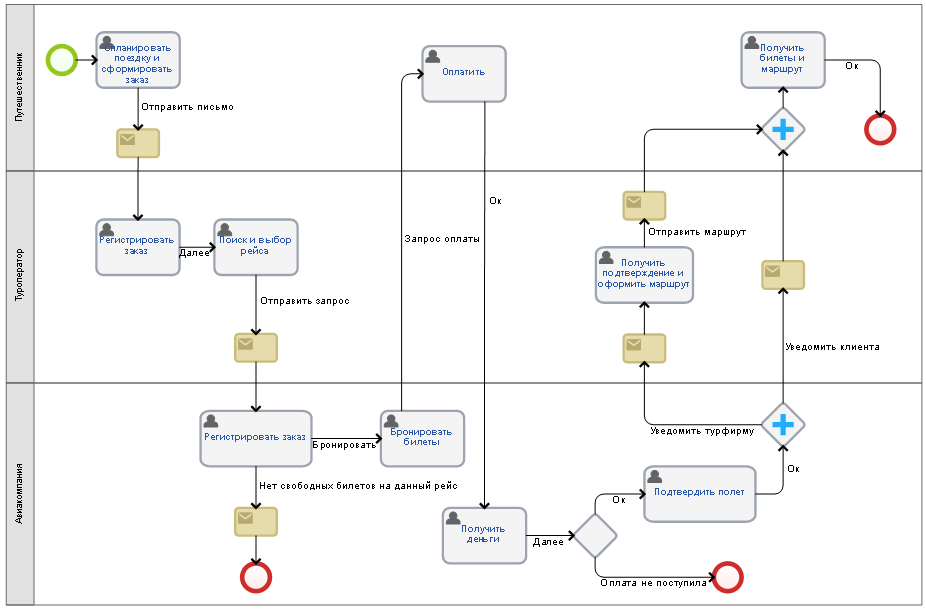 Путешественник
Спланировать
поездку и
сформировать
заказ
Отправить письмо
Оплатить
Получить
билеты и
маршрут
Ок
Туроператор
Регистрировать
заказ
Далее
Поиск и выбор
рейса
Отправить запрос
Запрос оплаты
Ок
Отправить маршрут
Получить
подтверждение и
оформить маршрут
Уведомить клиента
Авиакомпания
Регистрировать заказ
Бронировать
Бронировать
билеты
Нет свободных билетов на данный рейс
Получить
деньги
Далее
Ок
Оплата не поступила
Подтвердить полет
Ок
Уведомить турфирму